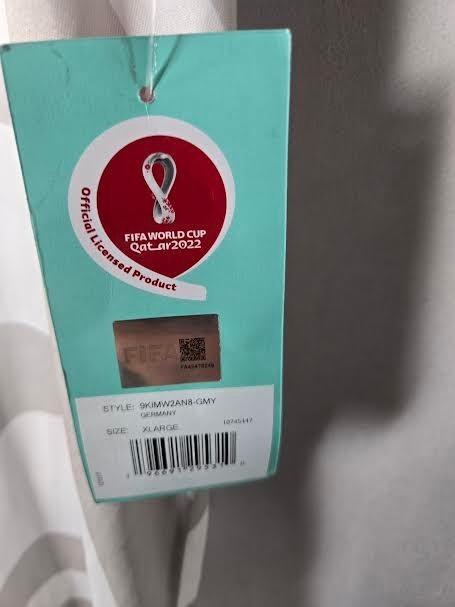 FIFA WORLD CUP
Qatar2022
Official Licensed Product
FIFA
STYLE: 9KIMW2AN8-GMY
GERMANY
SIZE: XLARGE